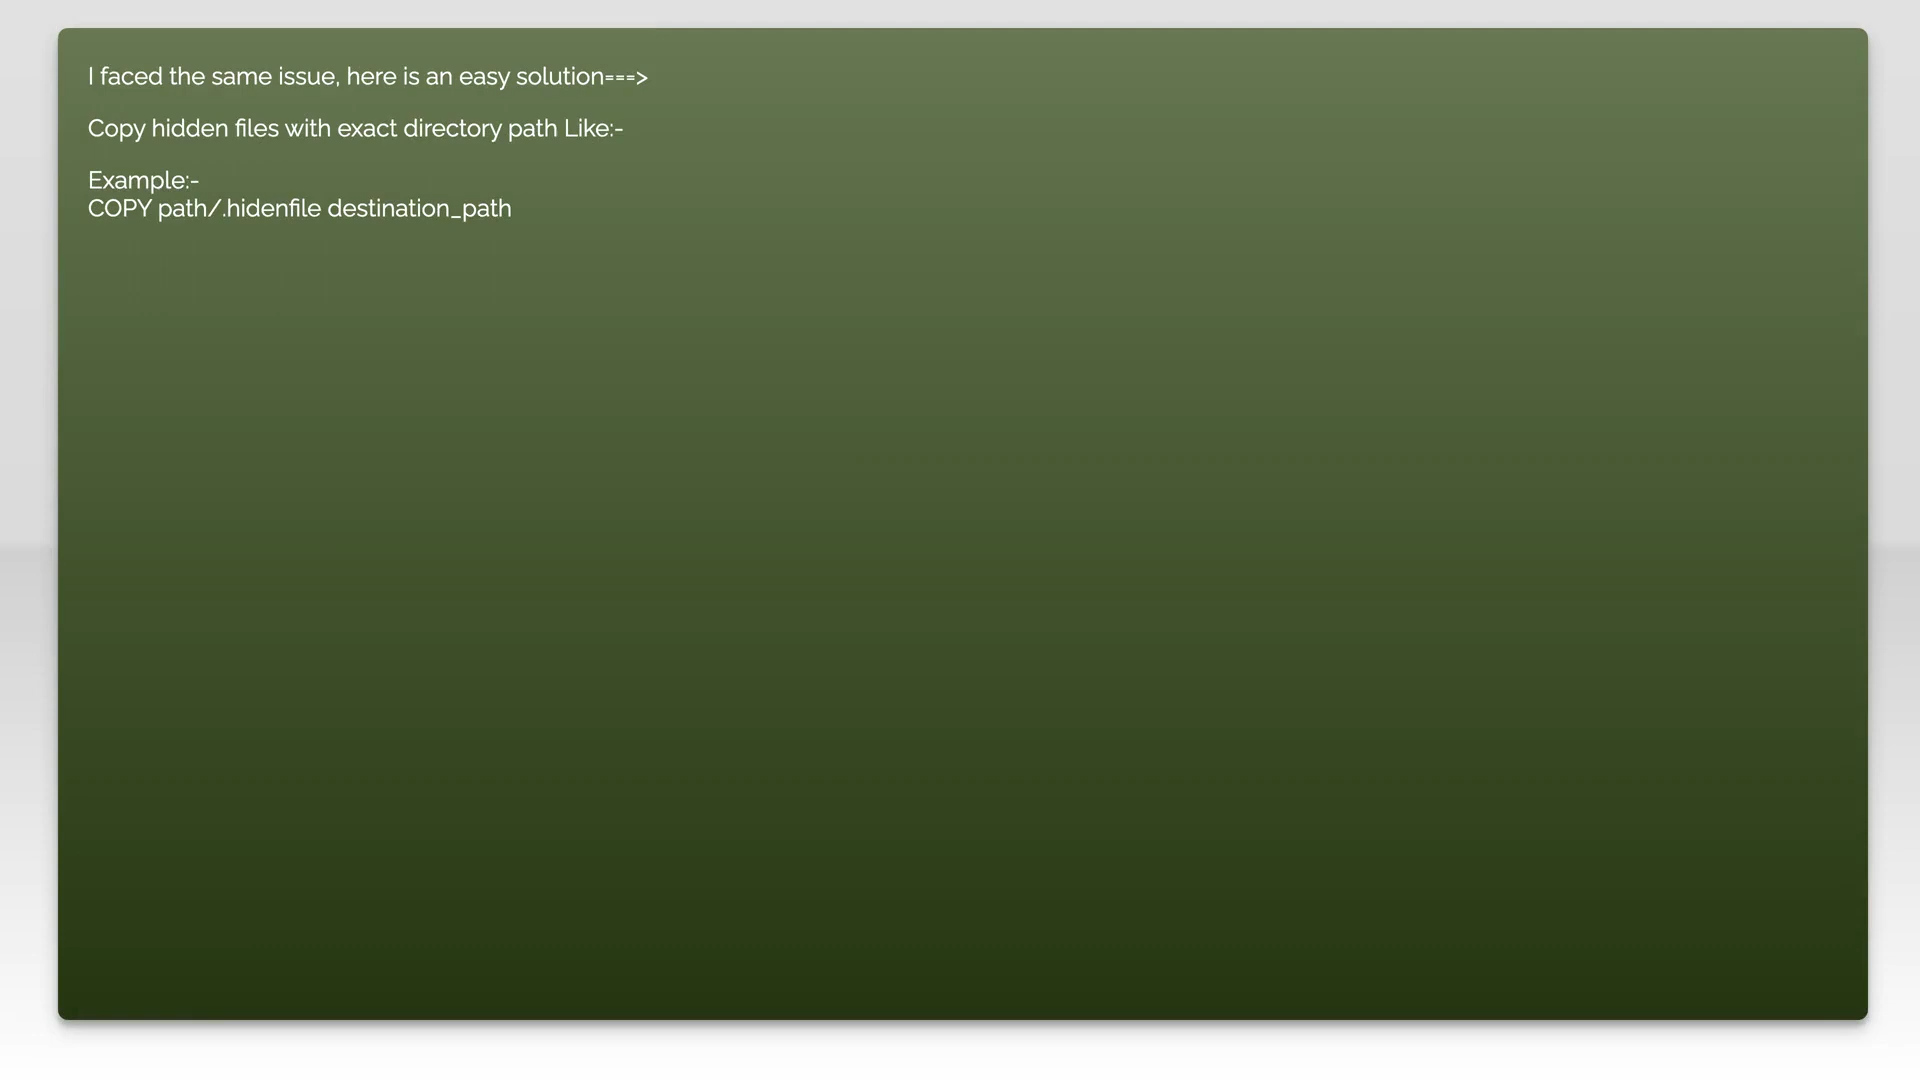 I faced the same issue, here is an easy solution===>
Copy hidden files with exact directory path Like:-
Example:-
COPY path/.hidenfile destination_path